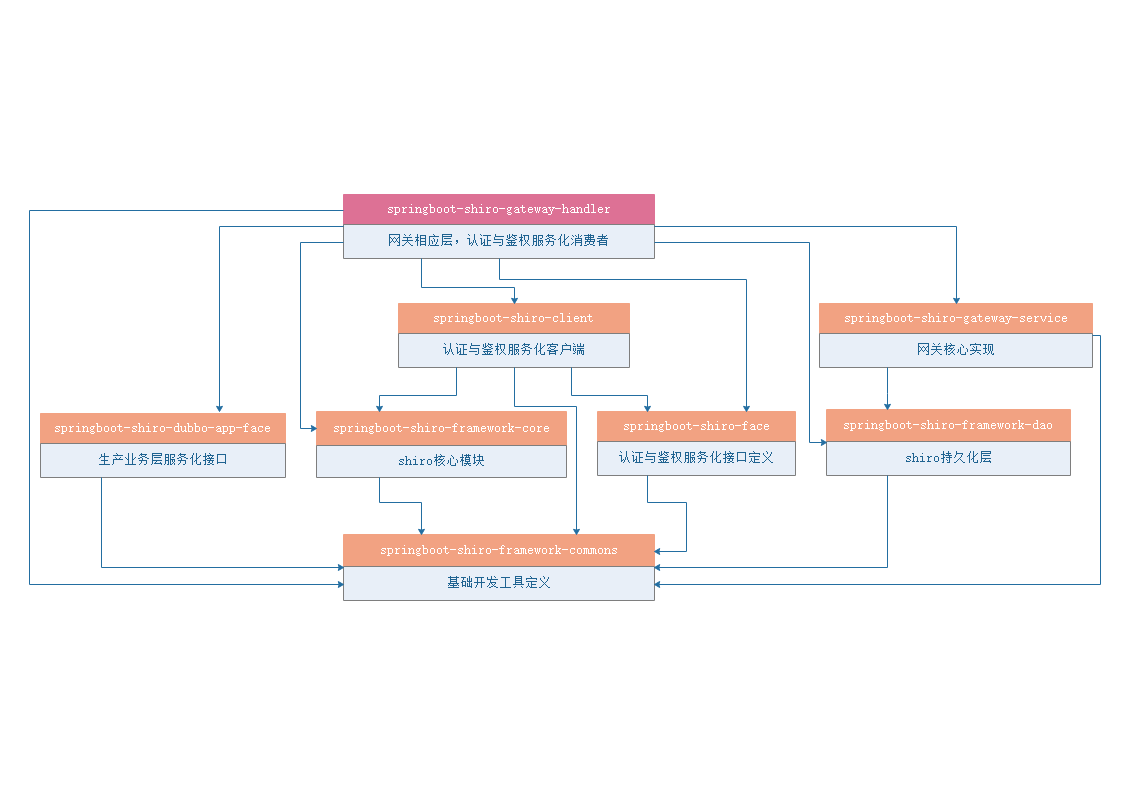 springboot-shiro-gateway-handler
网关相应层，认证与鉴权服务化消费者
springboot-shiro-client
认证与鉴权服务化客户端
springboot-shiro-gateway-service
网关核心实现
springboot-shiro-dubbo-app-face
生产业务层服务化接口
springboot-shiro-framework-core
shiro核心模块
springboot-shiro-face
认证与鉴权服务化接口定义
springboot-shiro-framework-dao
shiro持久化层
springboot-shiro-framework-commons
基础开发工具定义